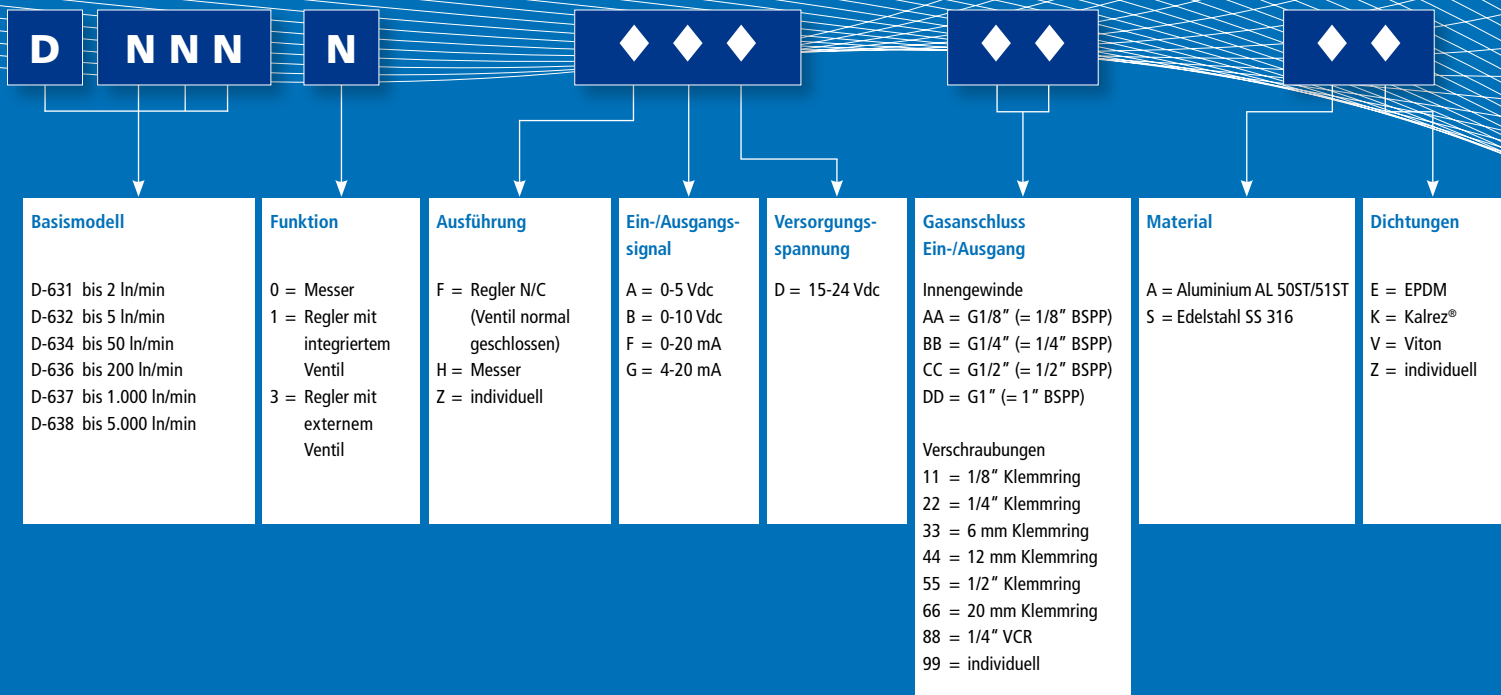 D
N N N
N
Basismodell
D-631 bis 2 ln/min
D-632 bis 5 ln/min
D-634 bis 50 ln/min
D-636 bis 200 ln/min
D-637 bis 1.000 ln/min
D-638 bis 5.000 ln/min
Funktion
0 = Messer
1 = Regler mit
integriertem
Ventil
3 = Regler mit
externem
Ventil
Ausführung
F = Regler N/C
(Ventil normal
geschlossen)
H = Messer
Z = individuell
Ein-/Ausgangs-
signal
A = 0-5 Vdc
B = 0-10 Vdc
F = 0-20 mA
G = 4-20 mA
Versorgungs-
spannung
D = 15-24 Vdc
Gasanschluss
Ein-/Ausgang
Innengewinde
AA = G1/8" (= 1/8" BSPP)
BB = G1/4" (= 1/4" BSPP)
CC = G1/2" (= 1/2" BSPP)
DD = G1" (= 1" BSPP)
Verschraubungen
11 = 1/8" Klemmring
22 = 1/4" Klemmring
33 = 6 mm Klemmring
44 = 12 mm Klemmring
55 = 1/2" Klemmring
66 = 20 mm Klemmring
88 = 1/4" VCR
99 = individuell
Material
A = Aluminium AL 50ST/51ST
S = Edelstahl SS 316
Dichtungen
E = EPDM
K = Kalrez®
V = Viton
Z = individuell